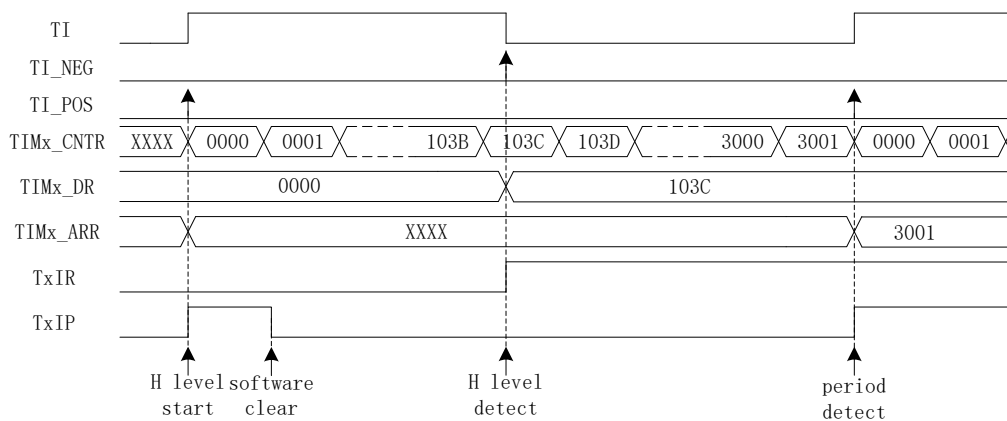 TI
TI_NEG
TI_POS
TIMx_CNTR XXXX 0000 0001 103B 103C 103D 3000 3001 0000 0001
TIMx_DR 0000 103C
TIMx_ARR XXXX 3001
TxIR
TxIP
H level start
software clear
H level detect
period detect